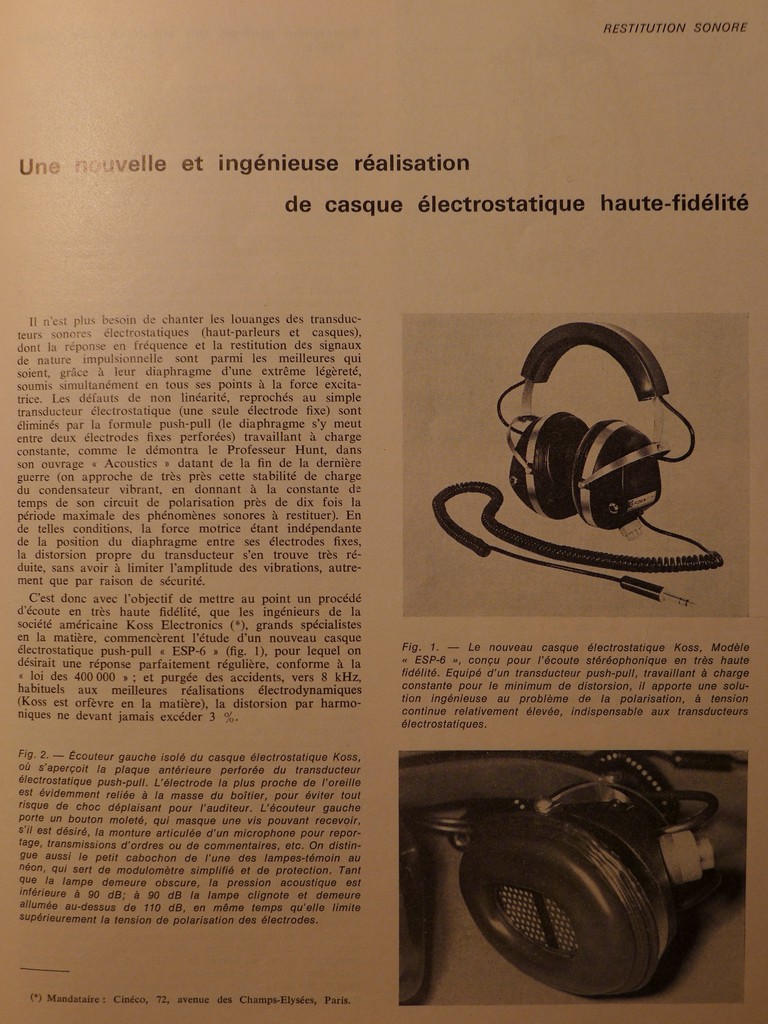 RESTITUTION SONORE
Une nouvelle et ingénieuse réalisation
de casque électrostatique haute-fidélité
Il n'est plus besoin de chanter les louanges des transduc-
teurs sonores électrostatiques (haut-parleurs et casques),
dont la réponse en fréquence et la restitution des signaux
de nature impulsionnelle sont parmi les meilleures qui
soient, grâce à leur diaphragme d'une extrême légèreté,
soumis simultanément en tous ses points à la force excita-
trice. Les défauts de non linéarité, reprochés au simple
transducteur électrostatique (une seule électrode fixe) sont
éliminés par la formule push-pull (le diaphragme s'y meut
entre deux électrodes fixes perforées) travaillant à charge
constante, comme le démontra le Professeur Hunt, dans
son ouvrage « Acoustics » datant de la fin de la dernière
guerre (on approche de très près cette stabilité de charge
du condensateur vibrant, en donnant à la constante de
temps de son circuit de polarisation près de dix fois la
période maximale des phénomènes sonores à restituer). En
de telles conditions, la force motrice étant indépendante
de la position du diaphragme entre ses électrodes fixes,
la distorsion propre du transducteur s'en trouve très ré-
duite, sans avoir à limiter l'amplitude des vibrations, autre-
ment que par raison de sécurité.
C'est donc avec l'objectif de mettre au point un procédé
d'écoute en très haute fidélité, que les ingénieurs de la
société américaine Koss Electronics (*), grands spécialistes
en la matière, commencèrent l'étude d'un nouveau casque
électrostatique push-pull « ESP-6 » (fig. 1), pour lequel on
désirait une réponse parfaitement régulière, conforme à la
« loi des 400 000 » ; et purgée des accidents, vers 8 kHz,
habituels aux meilleures réalisations électrodynamiques
(Koss est orfèvre en la matière), la distorsion par harmo-
niques ne devant jamais excéder 3 %.
Fig. 1. — Le nouveau casque électrostatique Koss, Modèle
« ESP-6 », conçu pour l'écoute stéréophonique en très haute
fidélité. Equipé d'un transducteur push-pull, travaillant à charge
constante pour le minimum de distorsion, il apporte une solu-
tion ingénieuse au problème de la polarisation, à tension
continue relativement élevée, indispensable aux transducteurs
électrostatiques.
Fig. 2. — Écouteur gauche isolé du casque électrostatique Koss,
où s'aperçoit la plaque antérieure perforée du transducteur
électrostatique push-pull. L'électrode la plus proche de l'oreille
est évidemment reliée à la masse du boîtier, pour éviter tout
risque de choc déplaisant pour l'auditeur. L'écouteur gauche
porte un bouton moleté, qui masque une vis pouvant recevoir,
s'il est désiré, la monture articulée d'un microphone pour repor-
tage, transmissions d'ordres ou de commentaires, etc. On distin-
gue aussi le petit cabochon de l'une des lampes-témoin au
néon, qui sert de modulomètre simplifié et de protection. Tant
que la lampe demeure obscure, la pression acoustique est
inférieure à 90 dB; à 90 dB la lampe clignote et demeure
allumée au-dessus de 110 dB, en même temps qu'elle limite
supérieurement la tension de polarisation des électrodes.
(*) Mandataire : Cinéco, 72, avenue des Champs-Elysées, Paris.